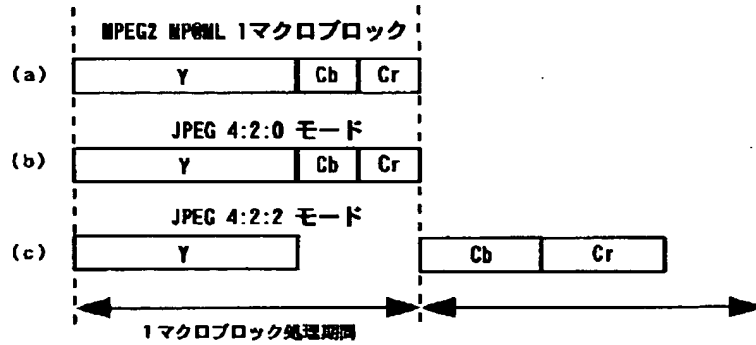 MPEG2 MP@ML 1マクロブロック
(a) Y Cb Cr
JPEG 4:2:0 モード
(b) Y Cb Cr
JPEG 4:2:2 モード
(c) Y Cb Cr
1マクロブロック処理期間